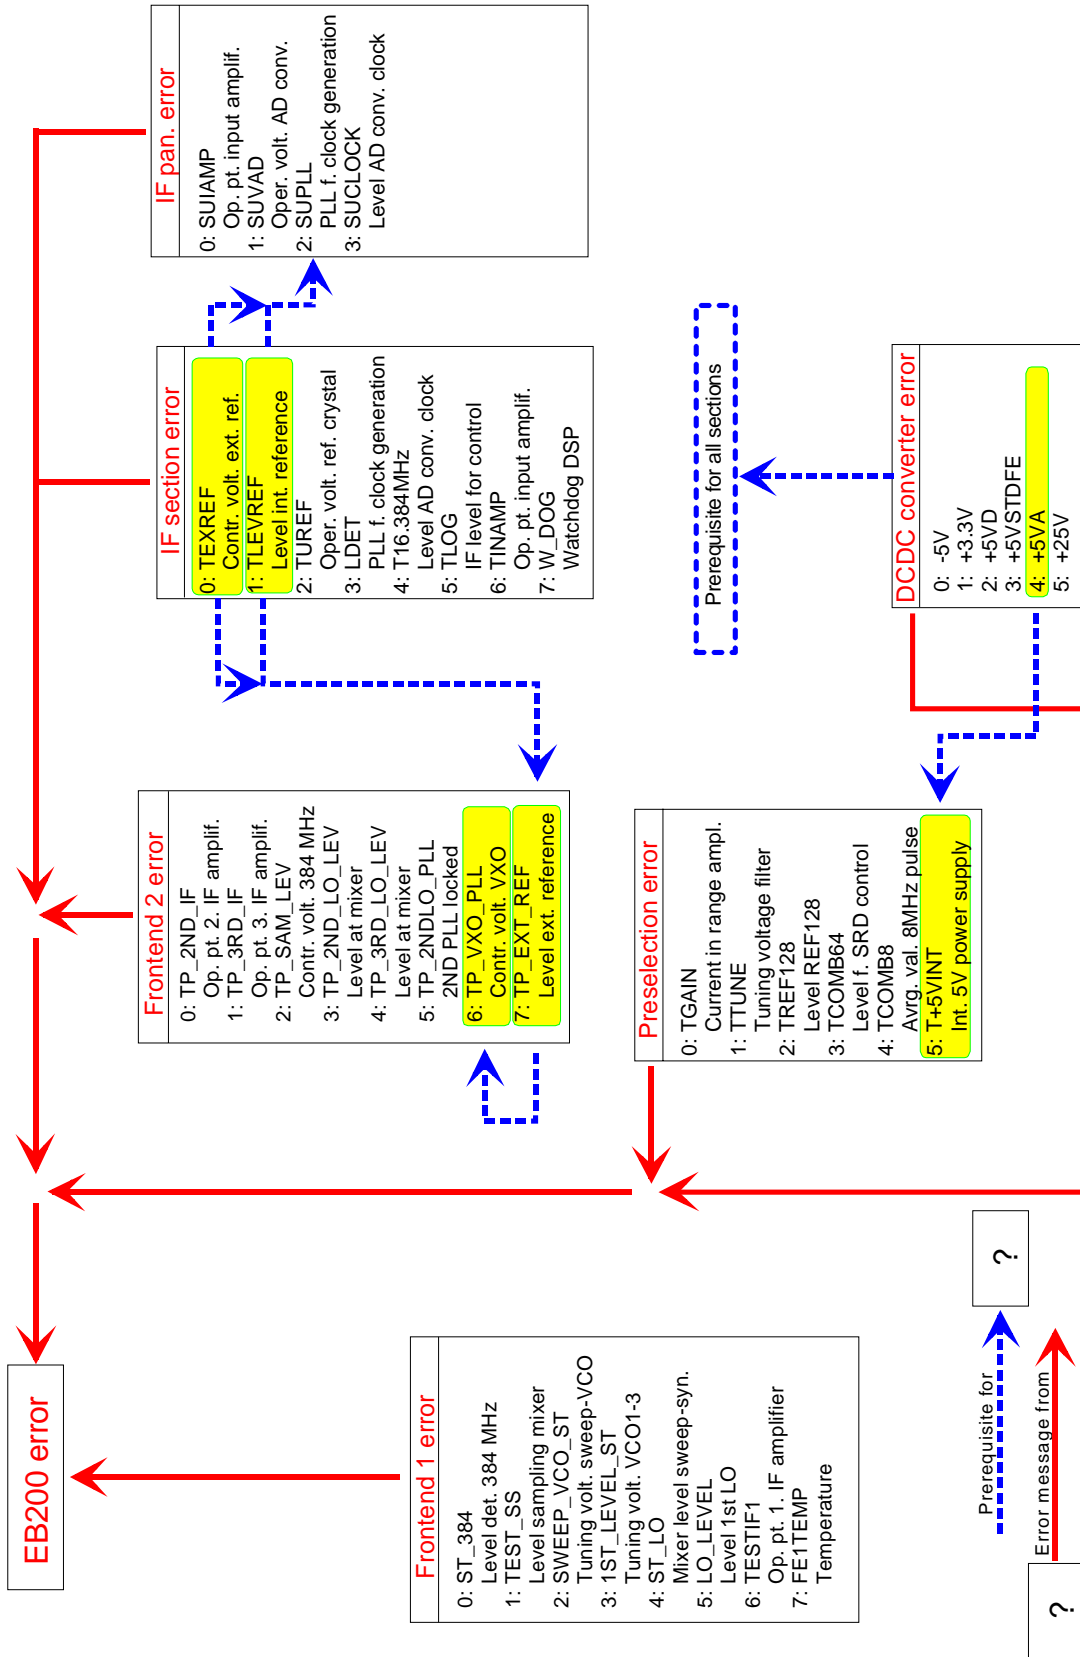 EB200 error
Frontend 1 error
0: ST_384
Level det. 384 MHz
1: TEST_SS
Level sampling mixer
2: SWEEP_VCO_ST
Tuning volt. sweep-VCO
3: 1ST_LEVEL_ST
Tuning volt. VCO1-3
4: ST_LO
Mixer level sweep-syn.
5: LO_LEVEL
Level 1st LO
6: TESTIF1
Op. pt. 1. IF amplifier
7: FE1TEMP
Temperature
Frontend 2 error
0: TP_2ND_IF
Op. pt. 2. IF amplif.
1: TP_3RD_IF
Op. pt. 3. IF amplif.
2: TP_SAM_LEV
Contr. volt. 384 MHz
3: TP_2ND_LO_LEV
Level at mixer
4: TP_3RD_LO_LEV
Level at mixer
5: TP_2NDLO_PLL
2ND PLL locked
6: TP_VXO_PLL
Contr. volt. VXO
7: TP_EXT_REF
Level ext. reference
IF section error
0: TEXREF
Contr. volt. ext. ref.
1: TLEVREF
Level int. reference
2: TUREF
Oper. volt. ref. crystal
3: LDET
PLL f. clock generation
4: T16.384MHz
Level AD conv. clock
5: TLOG
IF level for control
6: TINAMP
Op. pt. input amplif.
7: W_DOG
Watchdog DSP
IF pan. error
0: SUIAMP
Op. pt. input amplif.
1: SUVAD
Oper. volt. AD conv.
2: SUPLL
PLL f. clock generation
3: SUCLOCK
Level AD conv. clock
Preselection error
0: TGAIN
Current in range ampl.
1: TTUNE
Tuning voltage filter
2: TREF128
Level REF128
3: TCOMB64
Level f. SRD control
4: TCOMB8
Avrg. val. 8MHz pulse
5: T+5VINT
Int. 5V power supply
Prerequisite for all sections
DCDC converter error
0: -5V
1: +3.3V
2: +5VD
3: +5VSTDFE
4: +5VA
5: +25V
Prerequisite for
?
Error message from
?